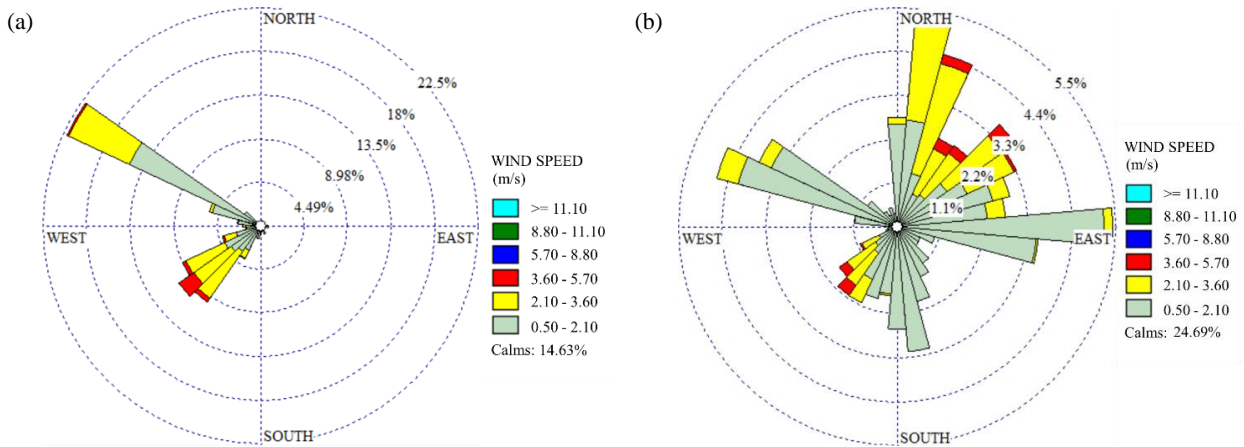 (a)
NORTH
22.5%
18%
13.5%
8.98%
4.49%
WEST
EAST
SOUTH
WIND SPEED
(m/s)
>= 11.10
8.80 - 11.10
5.70 - 8.80
3.60 - 5.70
2.10 - 3.60
0.50 - 2.10
Calms: 14.63%
(b)
NORTH
5.5%
4.4%
3.3%
2.2%
1.1%
WEST
EAST
SOUTH
WIND SPEED
(m/s)
>= 11.10
8.80 - 11.10
5.70 - 8.80
3.60 - 5.70
2.10 - 3.60
0.50 - 2.10
Calms: 24.69%